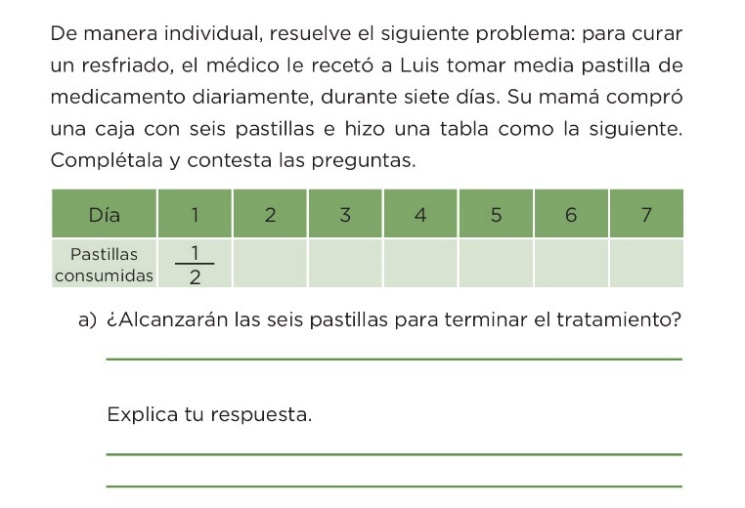 De manera individual, resuelve el siguiente problema: para curar
un resfriado, el médico le recetó a Luis tomar media pastilla de
medicamento diariamente, durante siete días. Su mamá compró
una caja con seis pastillas e hizo una tabla como la siguiente.
Complétala y contesta las preguntas.
Día 1 2 3 4 5 6 7
Pastillas
consumidas 1/2
a) ¿Alcanzarán las seis pastillas para terminar el tratamiento?
Explica tu respuesta.